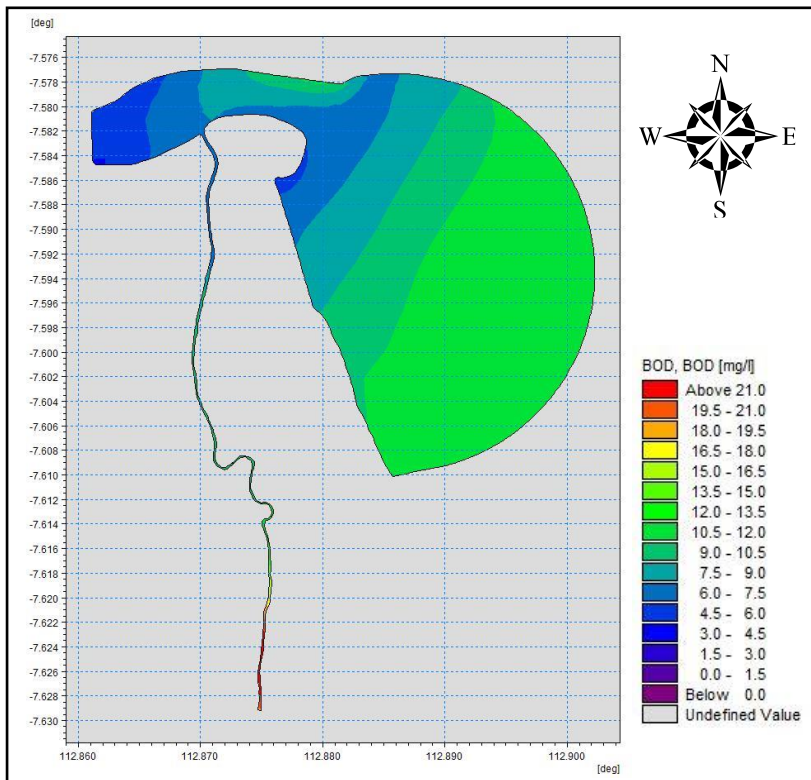 [deg]
-7.576
-7.578
-7.580
-7.582
-7.584
-7.586
-7.588
-7.590
-7.592
-7.594
-7.596
-7.598
-7.600
-7.602
-7.604
-7.606
-7.608
-7.610
-7.612
-7.614
-7.616
-7.618
-7.620
-7.622
-7.624
-7.626
-7.628
-7.630
112.860 112.870 112.880 112.890 112.900
[deg]
N
W E
S
BOD, BOD [mg/l]
Above 21.0
19.5 - 21.0
18.0 - 19.5
16.5 - 18.0
15.0 - 16.5
13.5 - 15.0
12.0 - 13.5
10.5 - 12.0
9.0 - 10.5
7.5 - 9.0
6.0 - 7.5
4.5 - 6.0
3.0 - 4.5
1.5 - 3.0
0.0 - 1.5
Below 0.0
Undefined Value